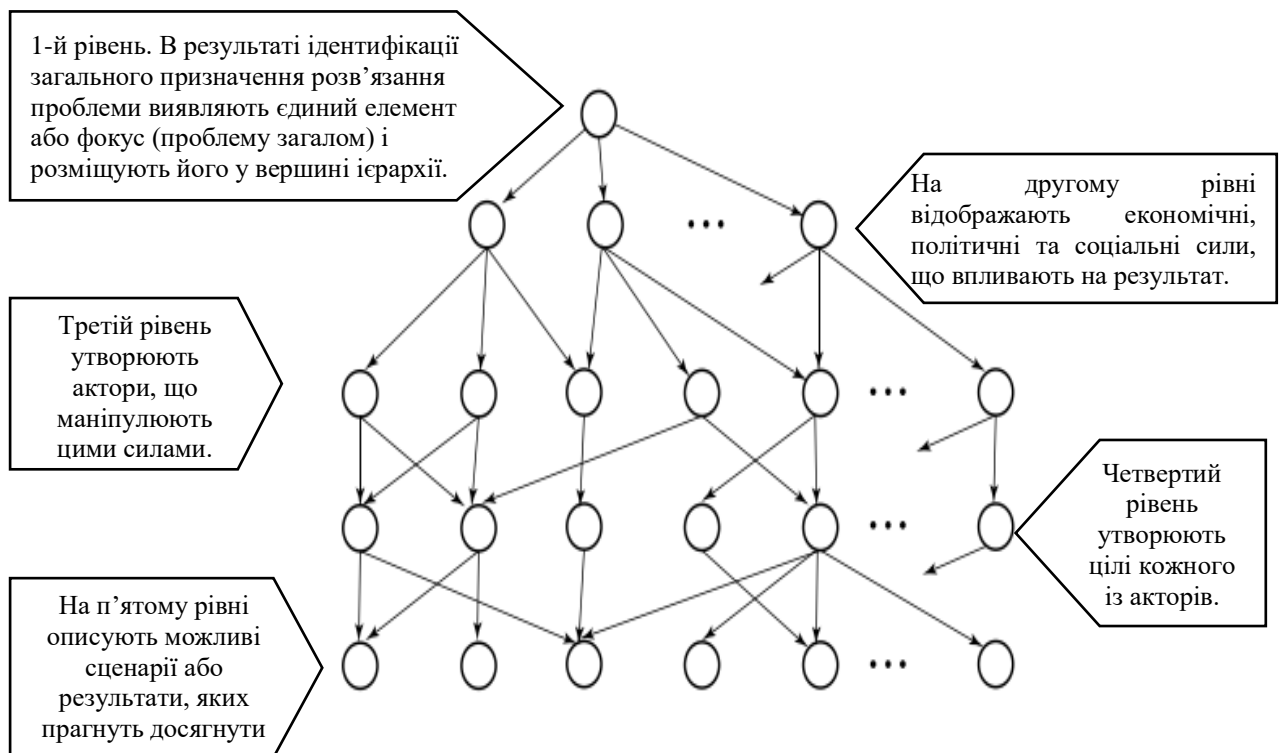 1-й рівень. В результаті ідентифікації
загального призначення розв’язання
проблеми виявляють єдиний елемент
або фокус (проблему загалом) і
розміщують його у вершині ієрархії.
На другому рівні
відображають економічні,
політичні та соціальні сили,
що впливають на результат.
Третій рівень
утворюють
актори, що
маніпулюють
цими силами.
Четвертий
рівень
утворюють
цілі кожного
із акторів.
На п’ятому рівні
описують можливі
сценарії або
результати, яких
прагнуть досягнути